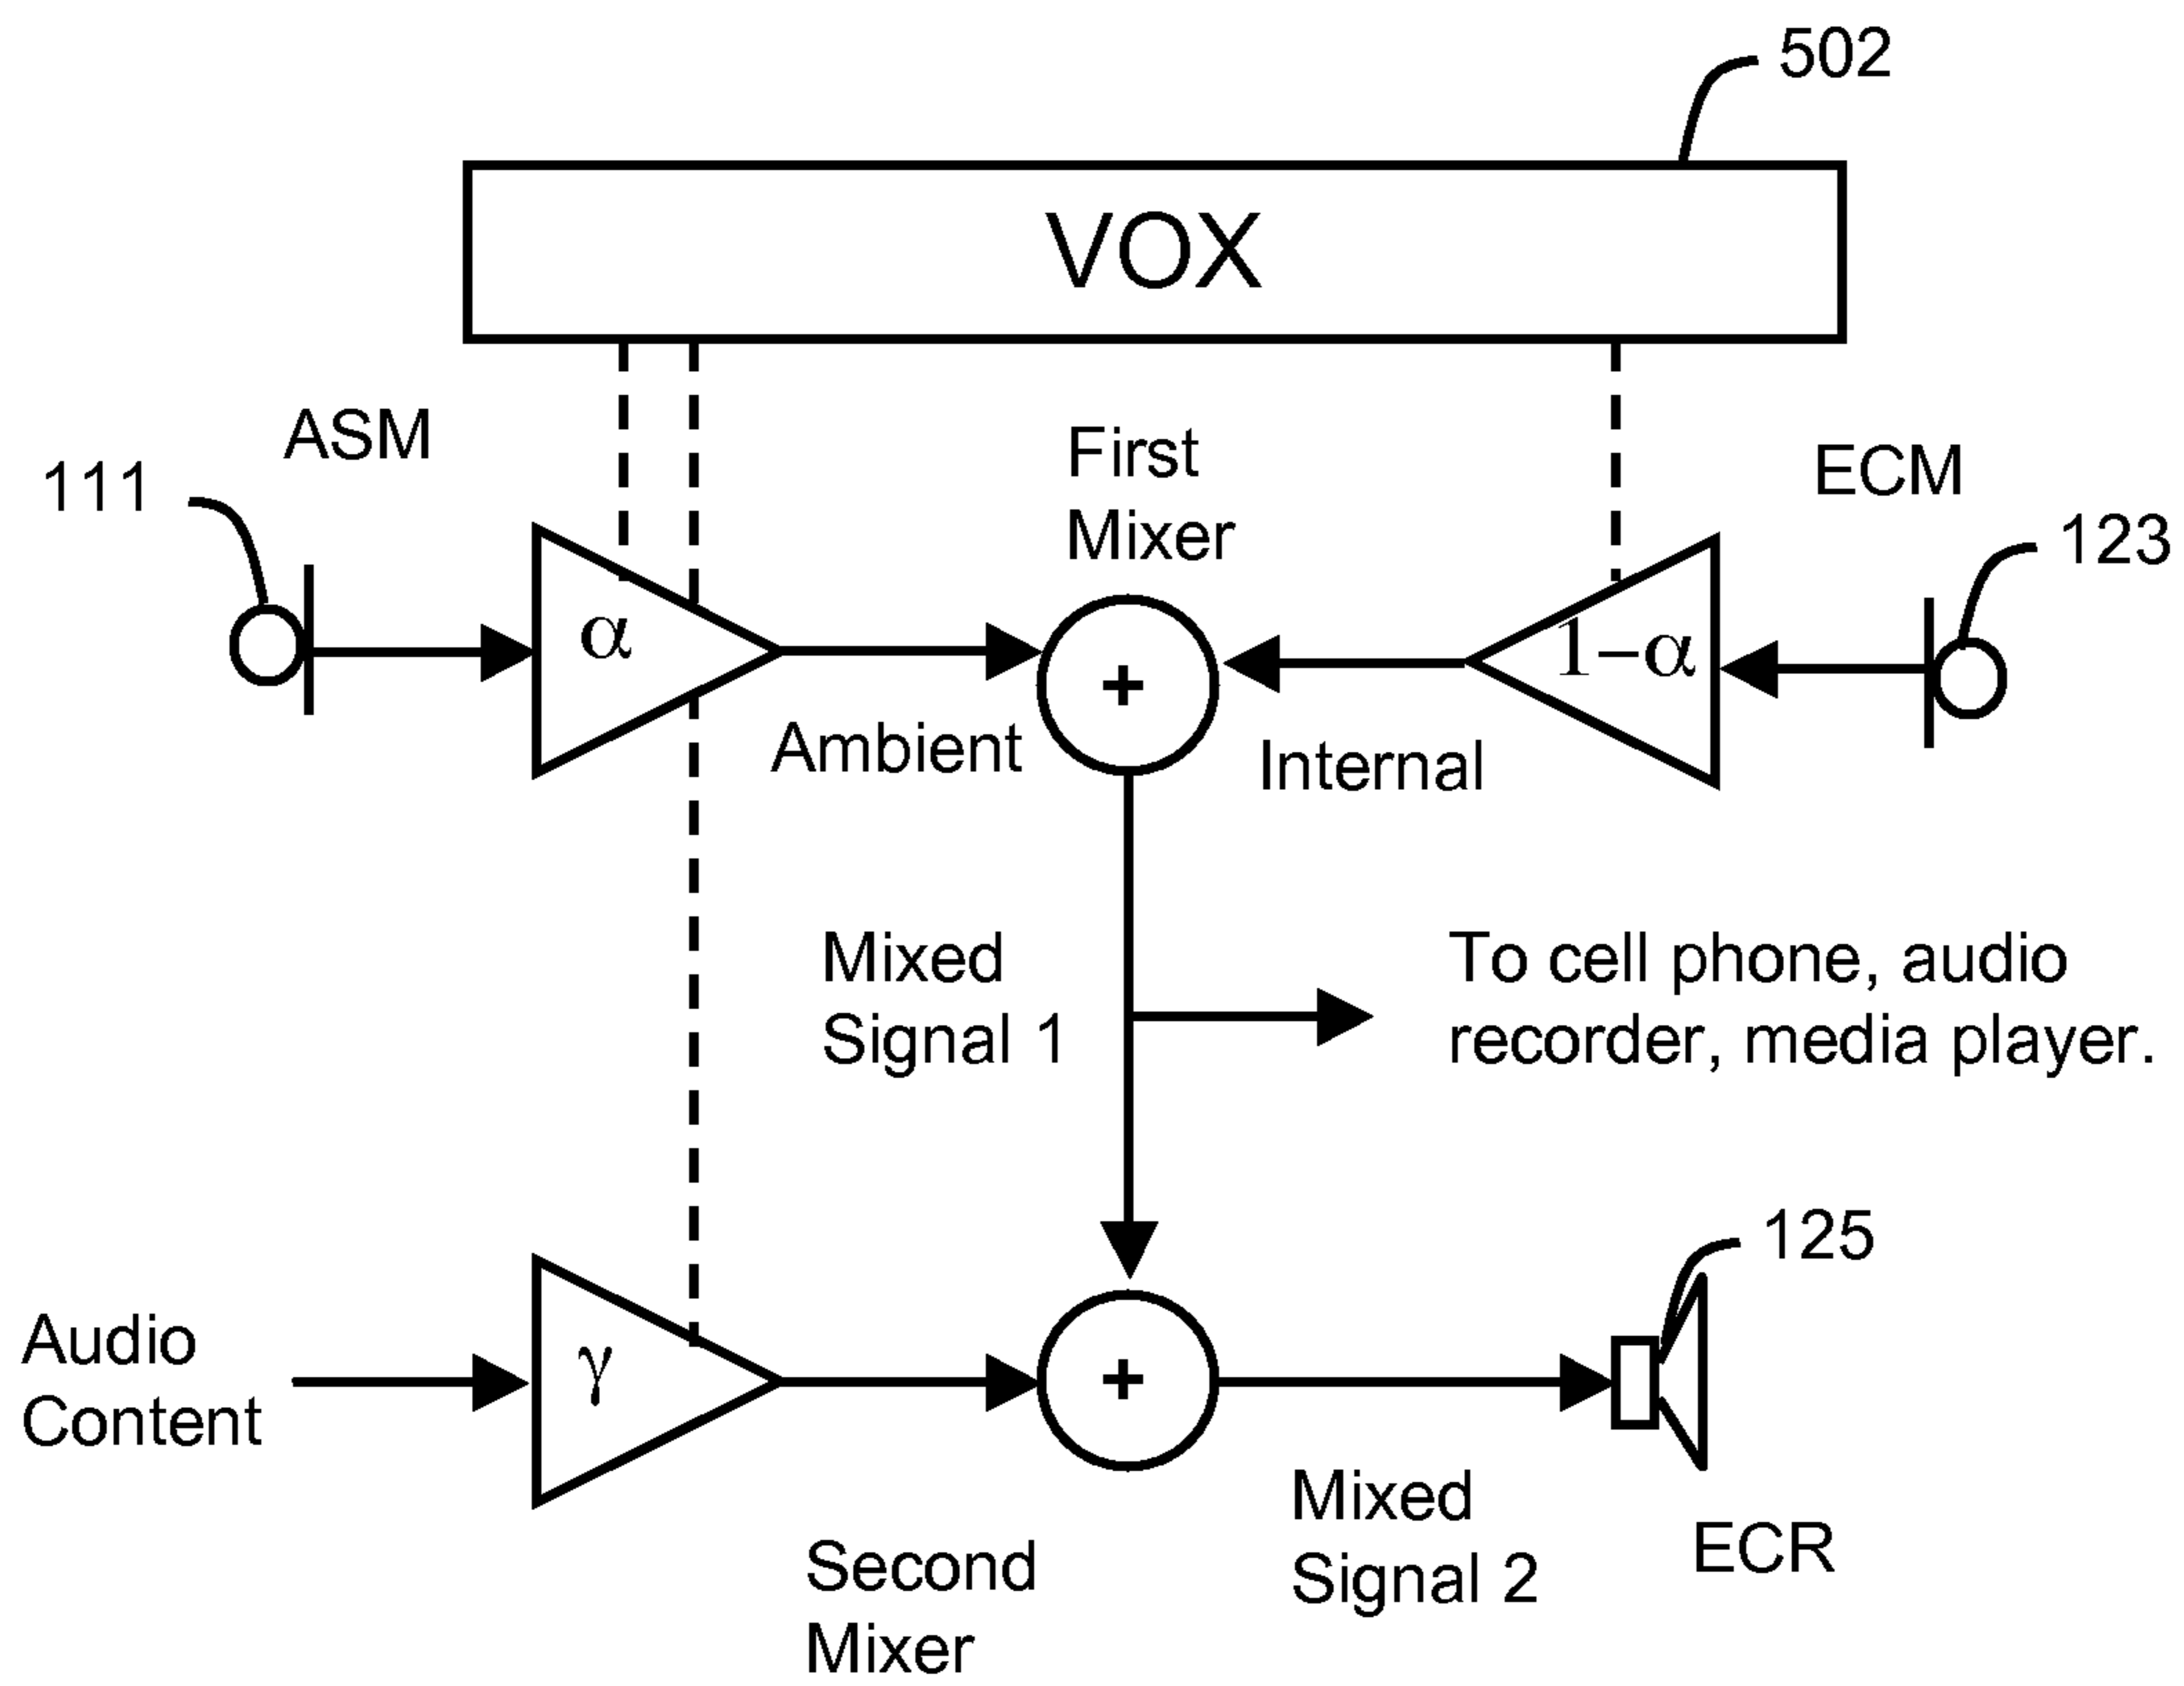 502
VOX
ASM
First
Mixer
ECM
111
123
α
+
1−α
Ambient
Internal
Mixed
Signal 1
To cell phone, audio
recorder, media player.
125
Audio
Content
γ
+
Mixed
Signal 2
ECR
Second
Mixer